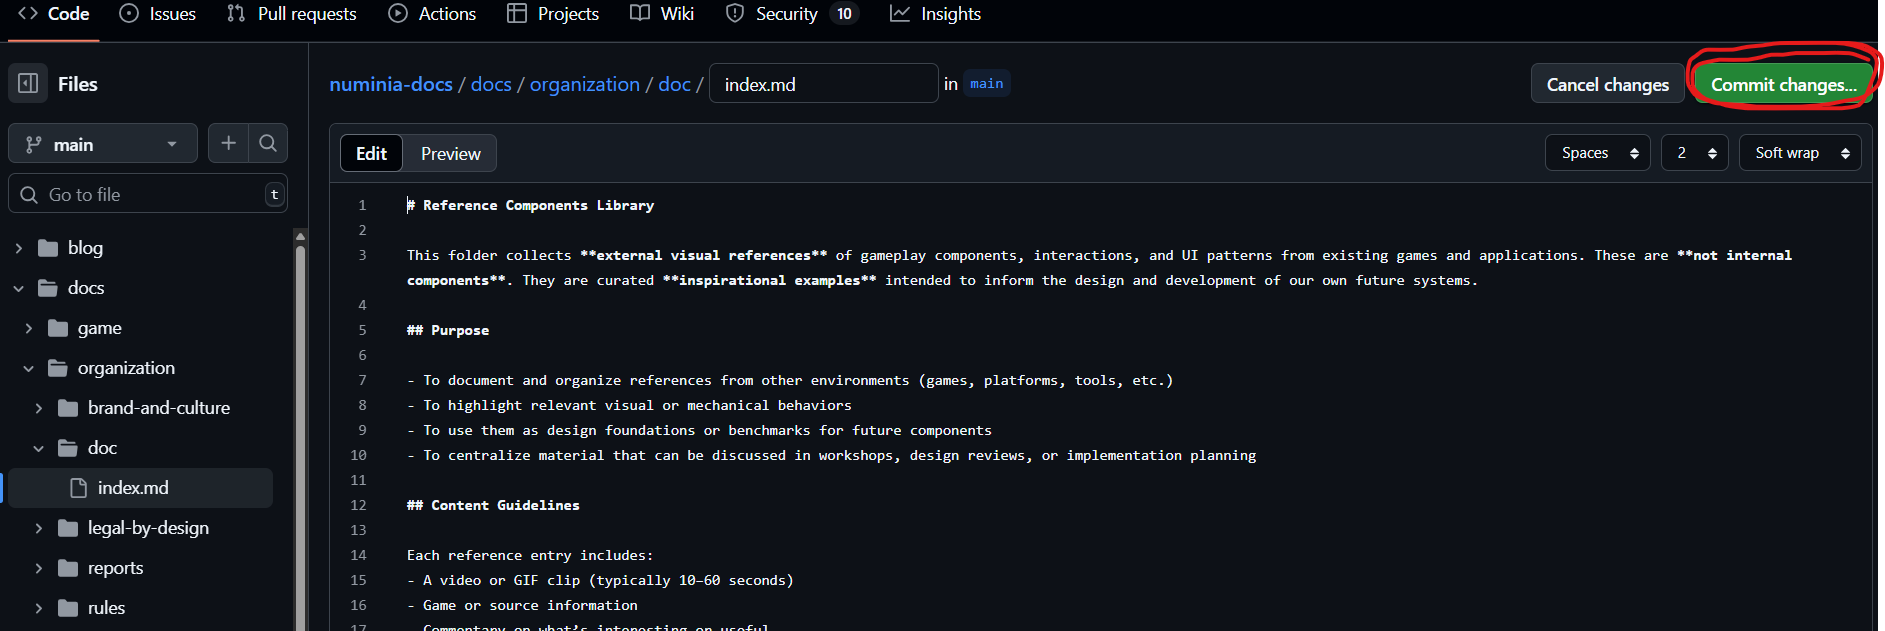 Code Issues Pull requests Actions Projects Wiki Security 10 Insights
Files
numinia-docs / docs / organization / doc / index.md in main
Cancel changes Commit changes...
main
Go to file t
Edit Preview
Spaces 2 Soft wrap
blog
docs
game
organization
brand-and-culture
doc
index.md
legal-by-design
reports
rules
1 # Reference Components Library
2
3 This folder collects **external visual references** of gameplay components, interactions, and UI patterns from existing games and applications. These are **not internal
components**. They are curated **inspirational examples** intended to inform the design and development of our own future systems.
4
5 ## Purpose
6
7 - To document and organize references from other environments (games, platforms, tools, etc.)
8 - To highlight relevant visual or mechanical behaviors
9 - To use them as design foundations or benchmarks for future components
10 - To centralize material that can be discussed in workshops, design reviews, or implementation planning
11
12 ## Content Guidelines
13
14 Each reference entry includes:
15 - A video or GIF clip (typically 10–60 seconds)
16 - Game or source information
17 - Commentary on what's interesting or useful